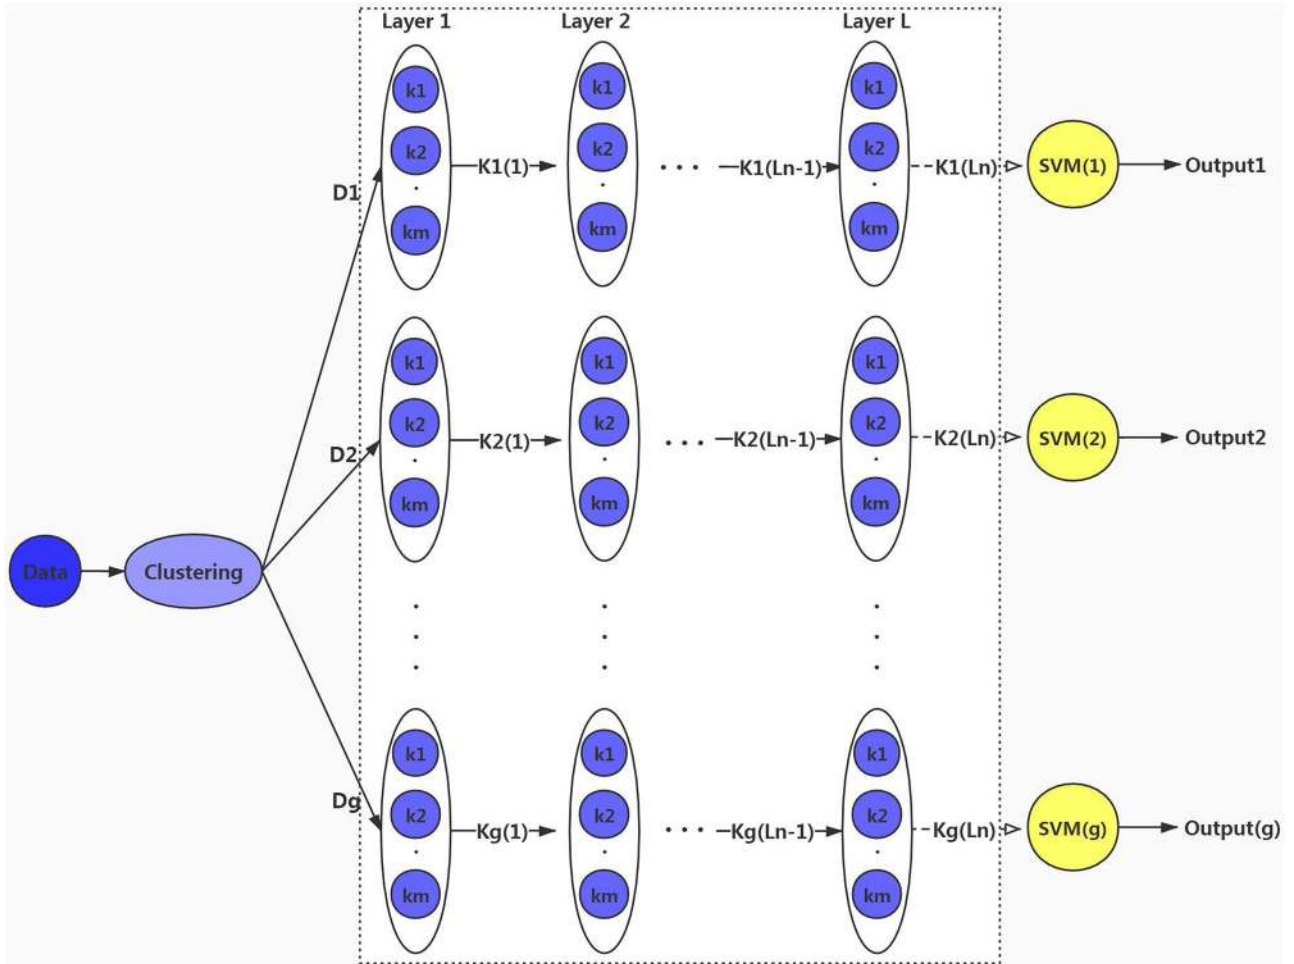 Layer 1 Layer 2 Layer L
k1 k1 k1
k2 k2 k2
K1(1) K1(Ln-1) K1(Ln) SVM(1) Output1
D1
km km km
k1 k1 k1
k2 k2 k2
K2(1) K2(Ln-1) K2(Ln) SVM(2) Output2
D2
km km km
Data Clustering
k1 k1 k1
Dg
k2 k2 k2
Kg(1) Kg(Ln-1) Kg(Ln) SVM(g) Output(g)
km km km